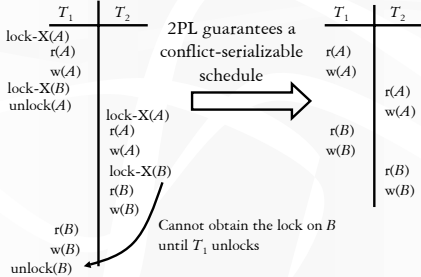 T1 T2
lock-X(A)
r(A)
w(A)
lock-X(B)
unlock(A)
lock-X(A)
r(A)
w(A)
lock-X(B)
r(B)
w(B)
r(B)
w(B)
unlock(B)
Cannot obtain the lock on B
until T1 unlocks
2PL guarantees a
conflict-serializable
schedule
T1 T2
r(A)
w(A)
r(A)
w(A)
r(B)
w(B)
r(B)
w(B)